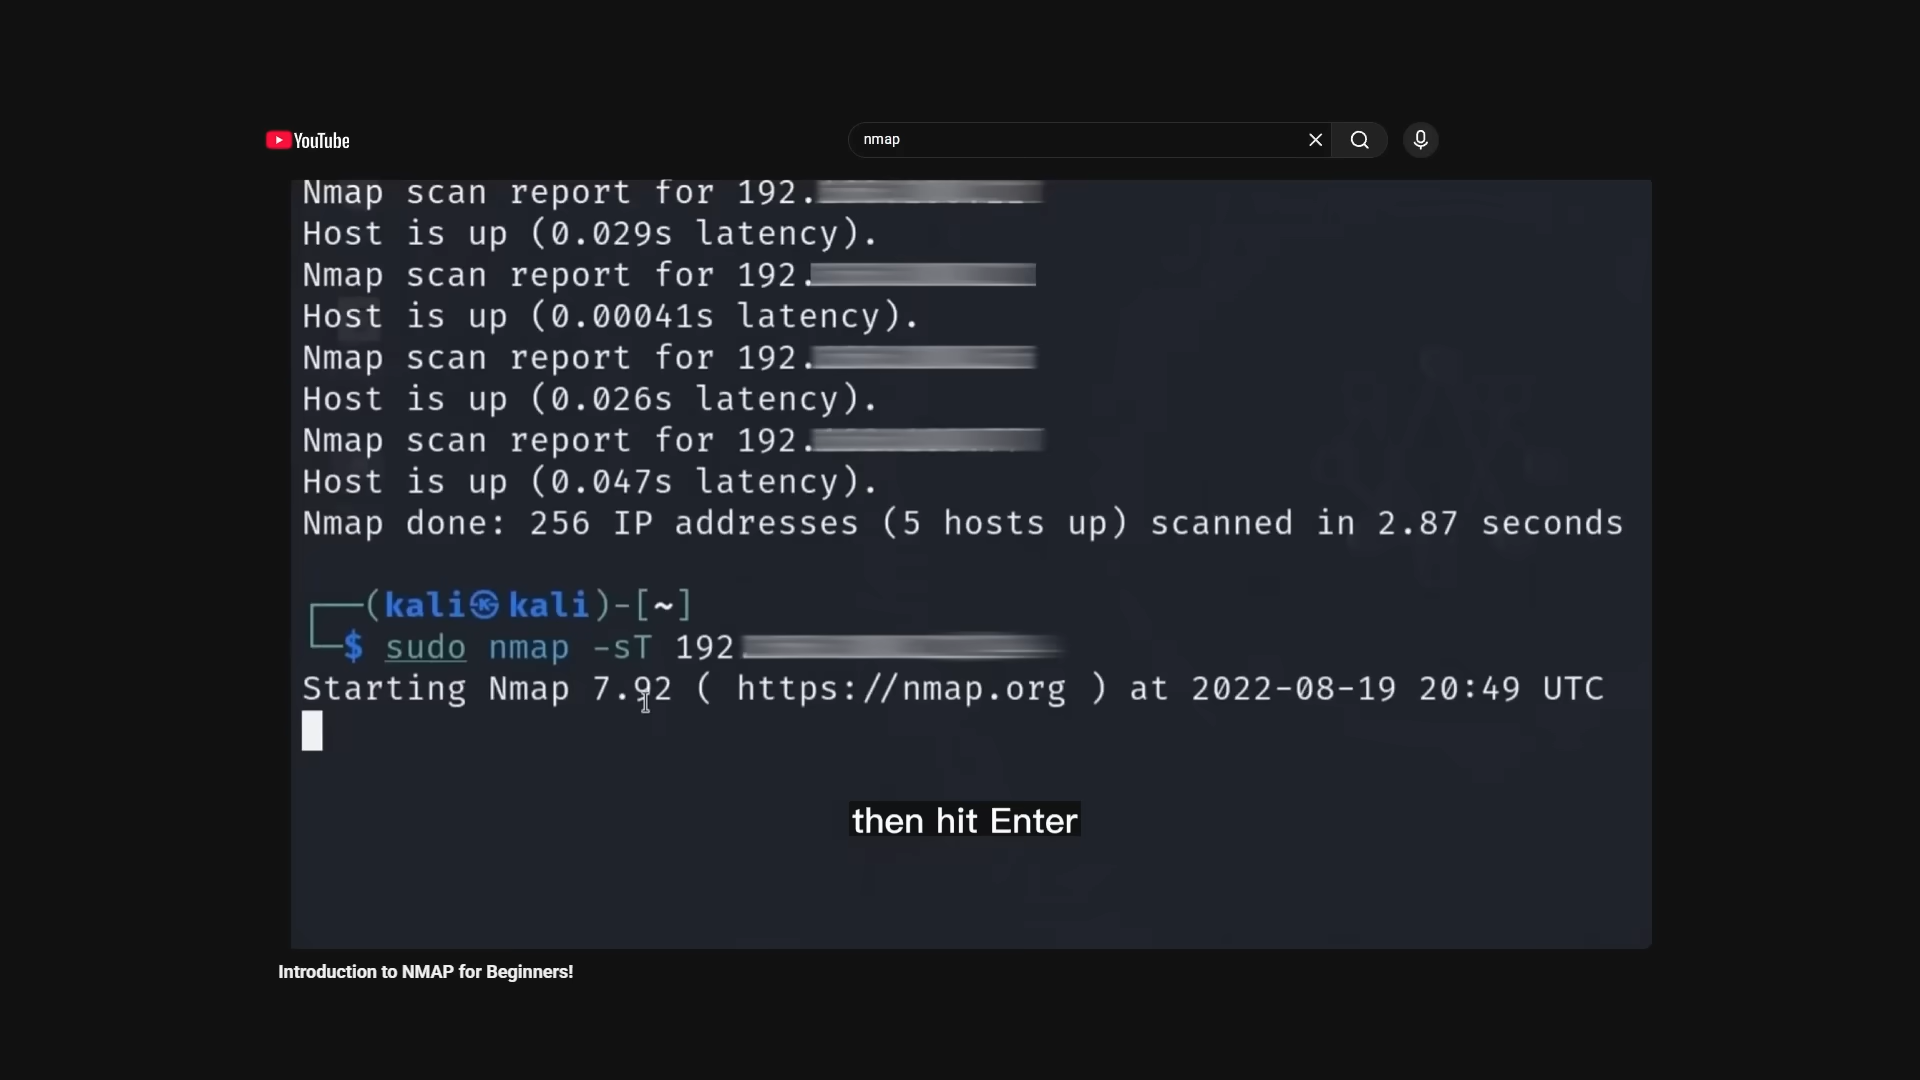 YouTube
nmap
Nmap scan report for 192.
Host is up (0.029s latency).
Nmap scan report for 192.
Host is up (0.00041s latency).
Nmap scan report for 192.
Host is up (0.026s latency).
Nmap scan report for 192.
Host is up (0.047s latency).
Nmap done: 256 IP addresses (5 hosts up) scanned in 2.87 seconds
┌──(kali㉿kali)-[~]
└─$ sudo nmap -sT 192
Starting Nmap 7.92 ( https://nmap.org ) at 2022-08-19 20:49 UTC
then hit Enter
Introduction to NMAP for Beginners!